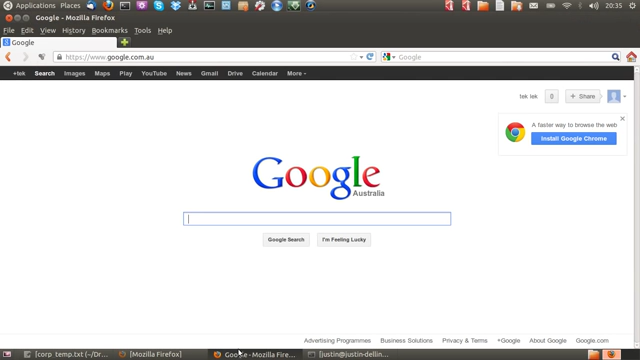 Applications Places 20:35
Google - Mozilla Firefox
File Edit View History Bookmarks Tools Help
Google
https://www.google.com.au Google
+tek Search Images Maps Play YouTube News Gmail Drive Calendar More
tek tek 0 + Share
A faster way to browse the web
Install Google Chrome
Google
Australia
Google Search I'm Feeling Lucky
Advertising Programmes Business Solutions Privacy & Terms +Google About Google Google.com
[corp_temp.txt (~/Dr... [Mozilla Firefox] Google - Mozilla Fire... [justin@justin-dellin...